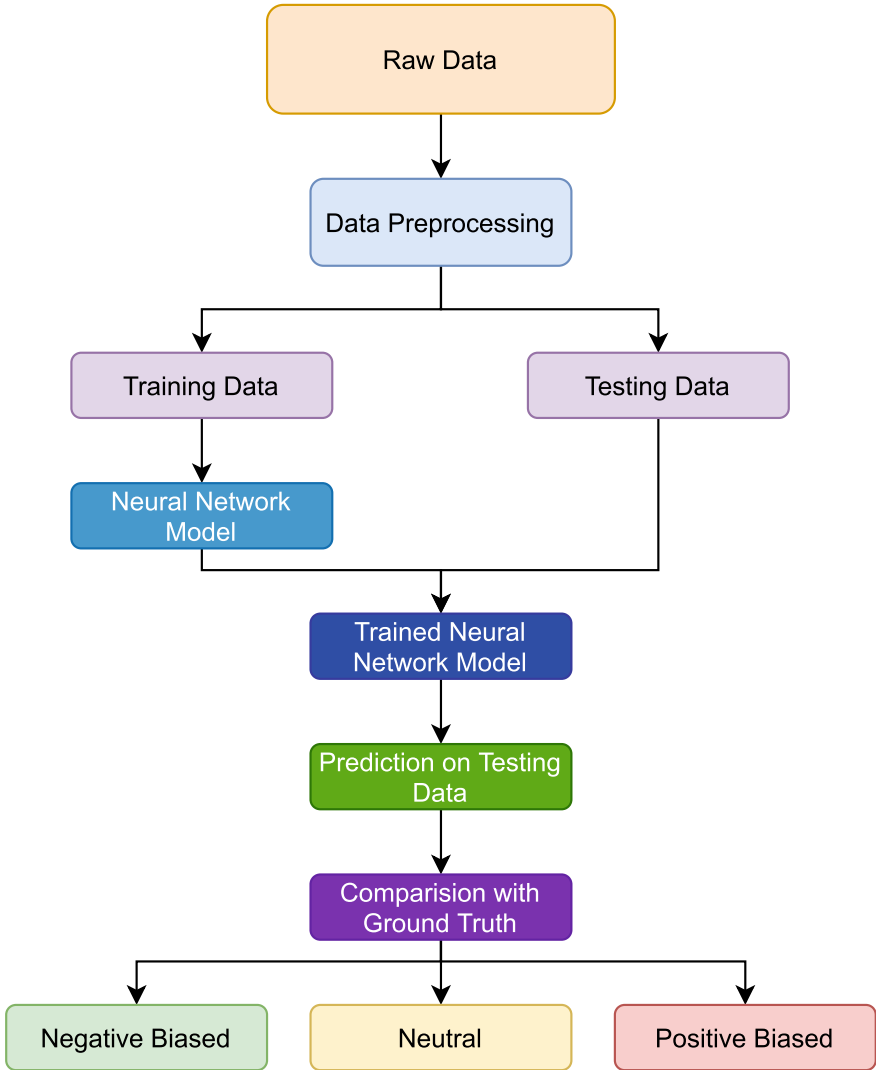 Raw Data
Data Preprocessing
Training Data
Testing Data
Neural Network
Model
Trained Neural
Network Model
Prediction on Testing
Data
Comparision with
Ground Truth
Negative Biased
Neutral
Positive Biased